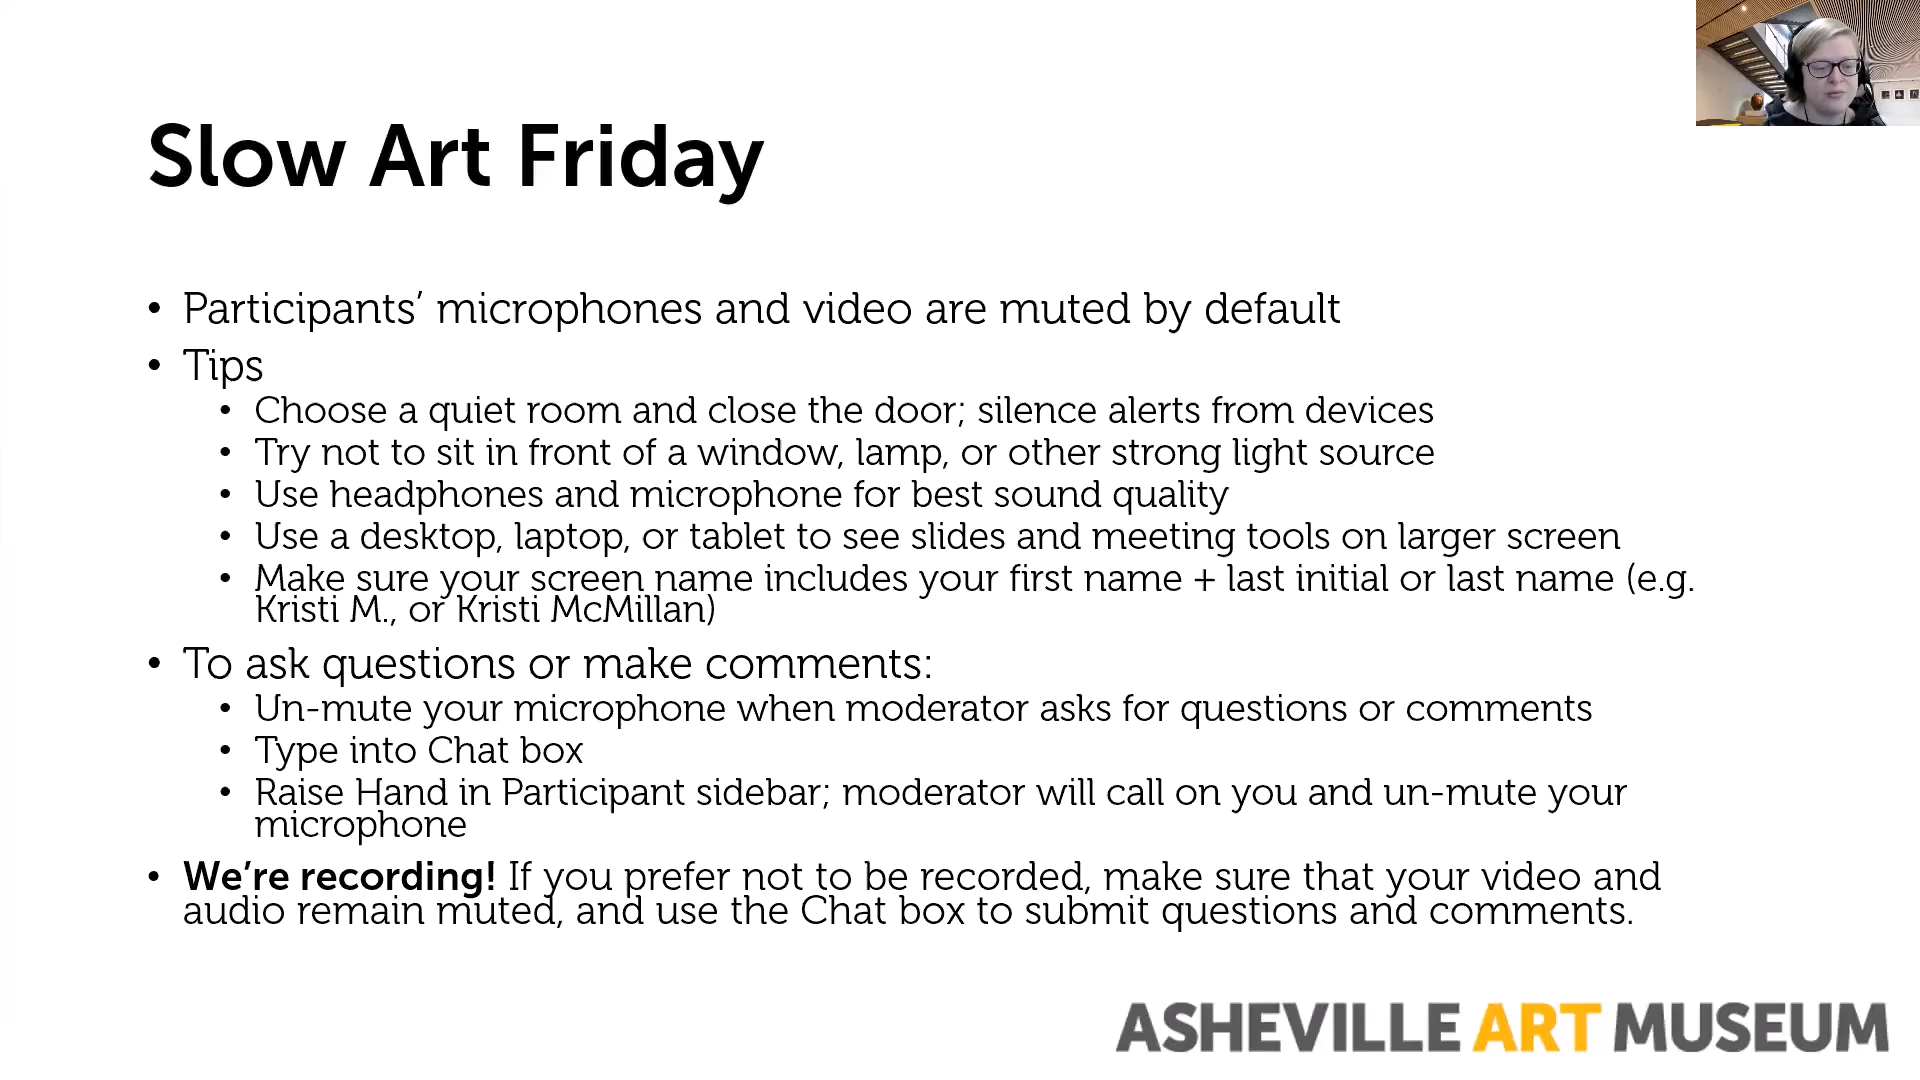 Slow Art Friday
• Participants’ microphones and video are muted by default
• Tips
• Choose a quiet room and close the door; silence alerts from devices
• Try not to sit in front of a window, lamp, or other strong light source
• Use headphones and microphone for best sound quality
• Use a desktop, laptop, or tablet to see slides and meeting tools on larger screen
• Make sure your screen name includes your first name + last initial or last name (e.g.
Kristi M., or Kristi McMillan)
• To ask questions or make comments:
• Un-mute your microphone when moderator asks for questions or comments
• Type into Chat box
• Raise Hand in Participant sidebar; moderator will call on you and un-mute your
microphone
• We’re recording! If you prefer not to be recorded, make sure that your video and
audio remain muted, and use the Chat box to submit questions and comments.
ASHEVILLE ART MUSEUM